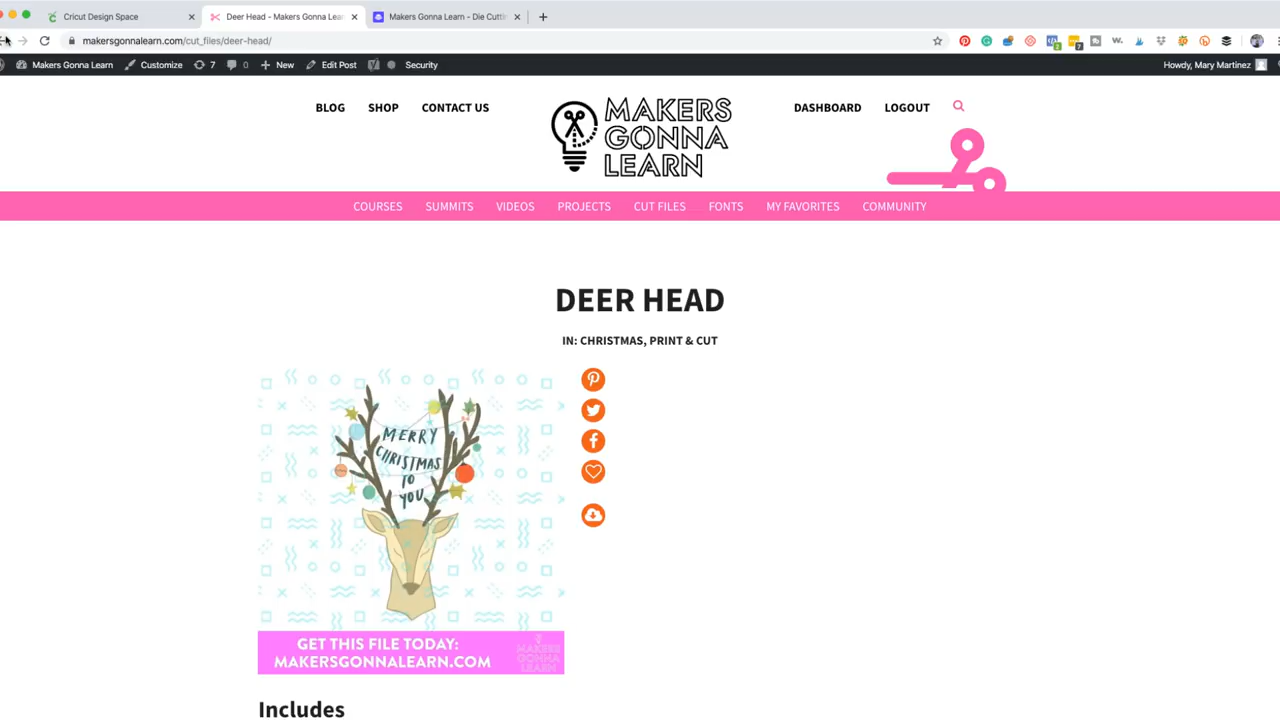 Cricut Design Space
Deer Head - Makers Gonna Lear
Makers Gonna Learn - Die Cuttin
makersgonnalearn.com/cut_files/deer-head/
Makers Gonna Learn
Customize
7
0
New
Edit Post
Security
Howdy, Mary Martinez
BLOG
SHOP
CONTACT US
MAKERS
GONNA
LEARN
DASHBOARD
LOGOUT
COURSES
SUMMITS
VIDEOS
PROJECTS
CUT FILES
FONTS
MY FAVORITES
COMMUNITY
DEER HEAD
IN: CHRISTMAS, PRINT & CUT
MERRY
CHRISTMAS
TO
YOU
GET THIS FILE TODAY:
MAKERSGONNALEARN.COM
MAKERS
GONNA
LEARN
Includes